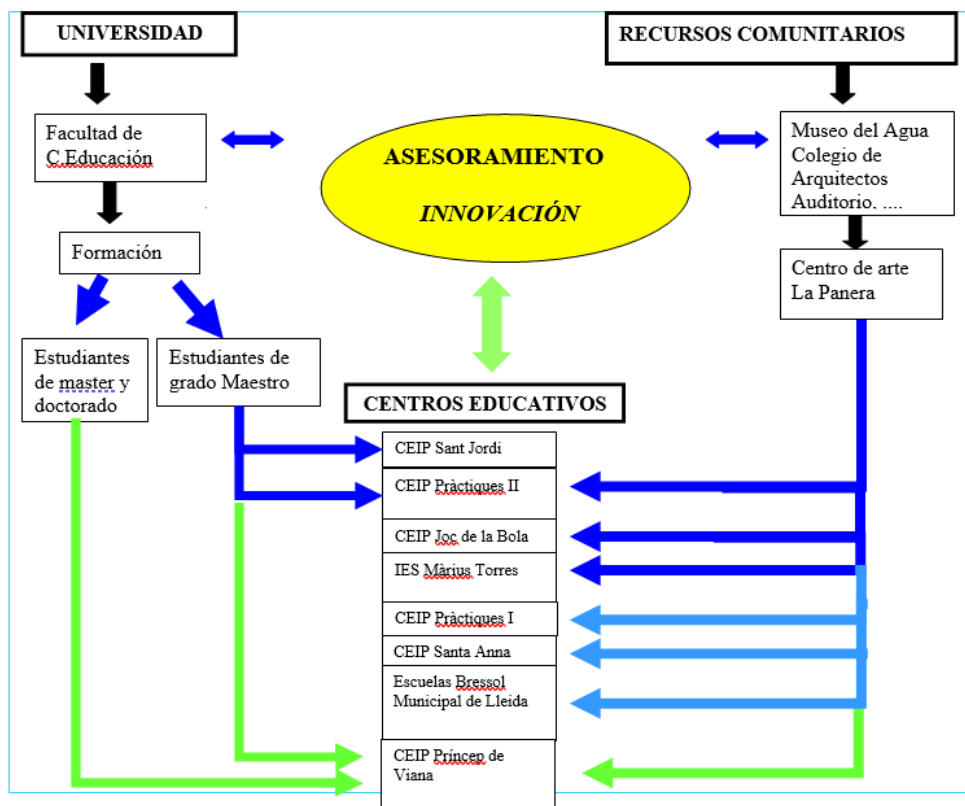 UNIVERSIDAD
RECURSOS COMUNITARIOS
Facultad de
C.Educación
ASESORAMIENTO
INNOVACIÓN
Museo del Agua
Colegio de
Arquitectos
Auditorio, ....
Formación
Centro de arte
La Panera
Estudiantes
de master y
doctorado
Estudiantes de
grado Maestro
CENTROS EDUCATIVOS
CEIP Sant Jordi
CEIP Pràctiques II
CEIP Joc de la Bola
IES Màrius Torres
CEIP Pràctiques I
CEIP Santa Anna
Escuelas Bressol
Municipal de Lleida
CEIP Príncep de
Viana